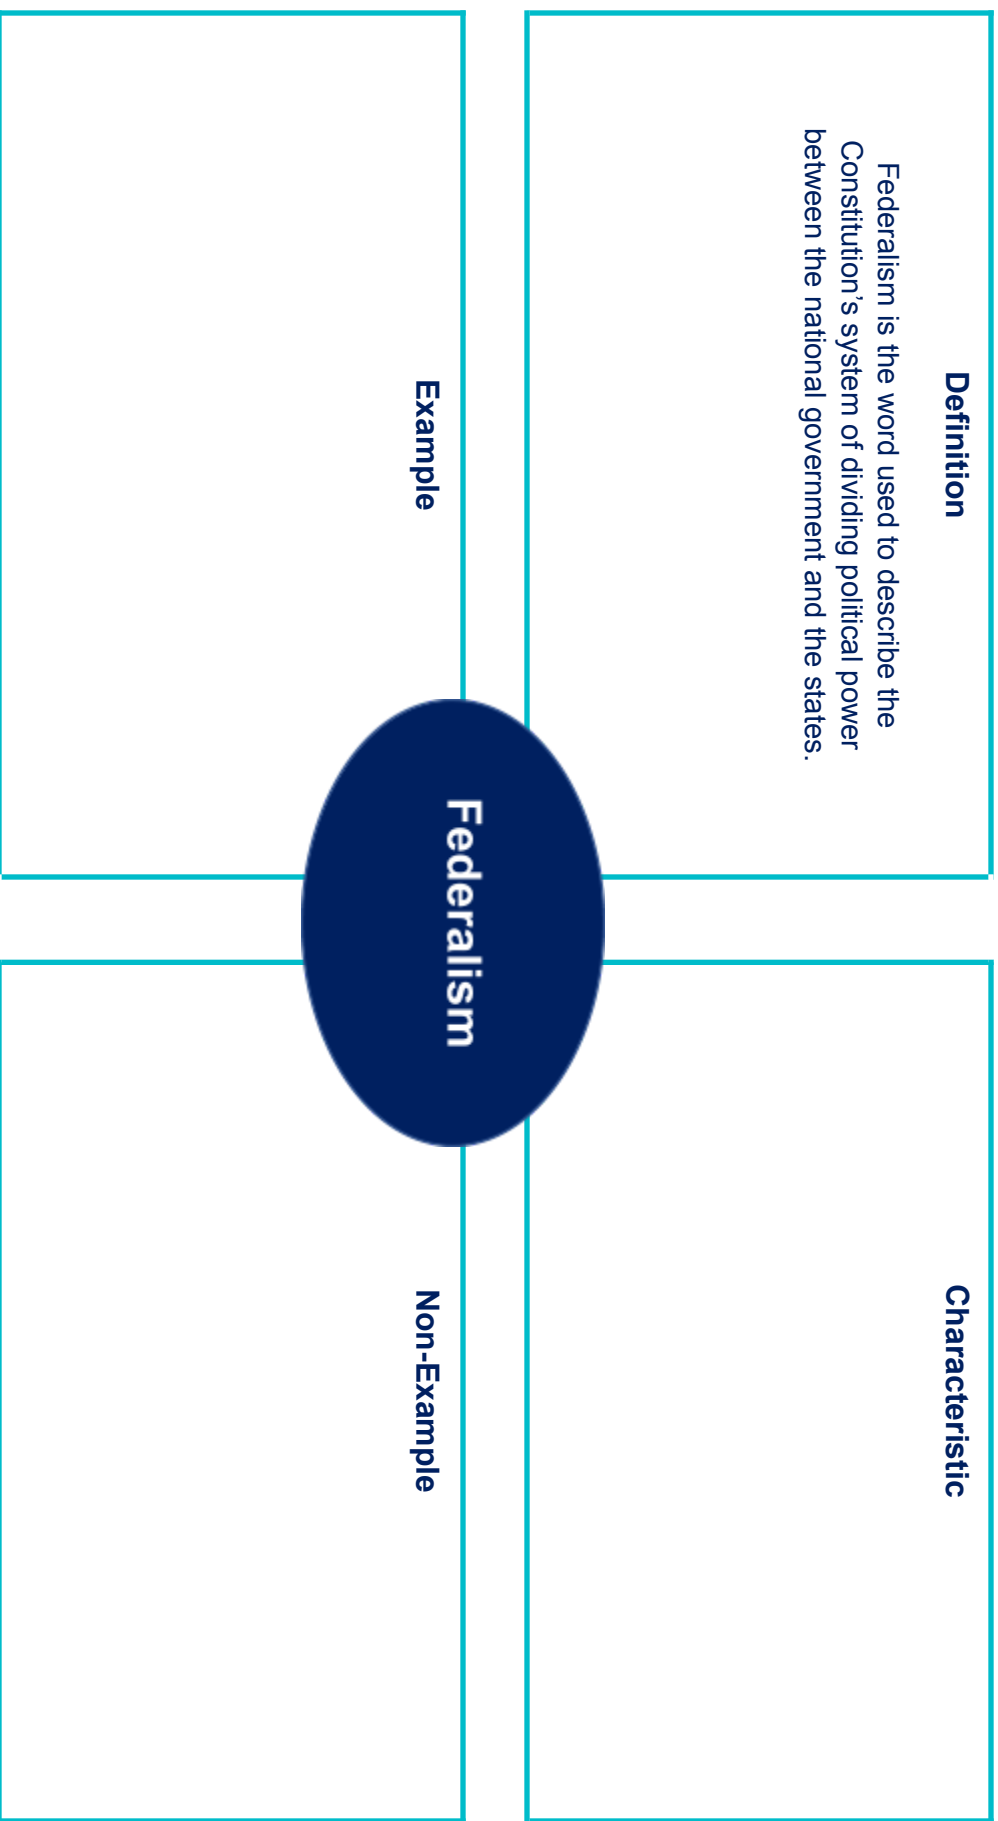 Definition
Federalism is the word used to describe the
Constitution’s system of dividing political power
between the national government and the states.
Characteristic
Federalism
Example
Non-Example